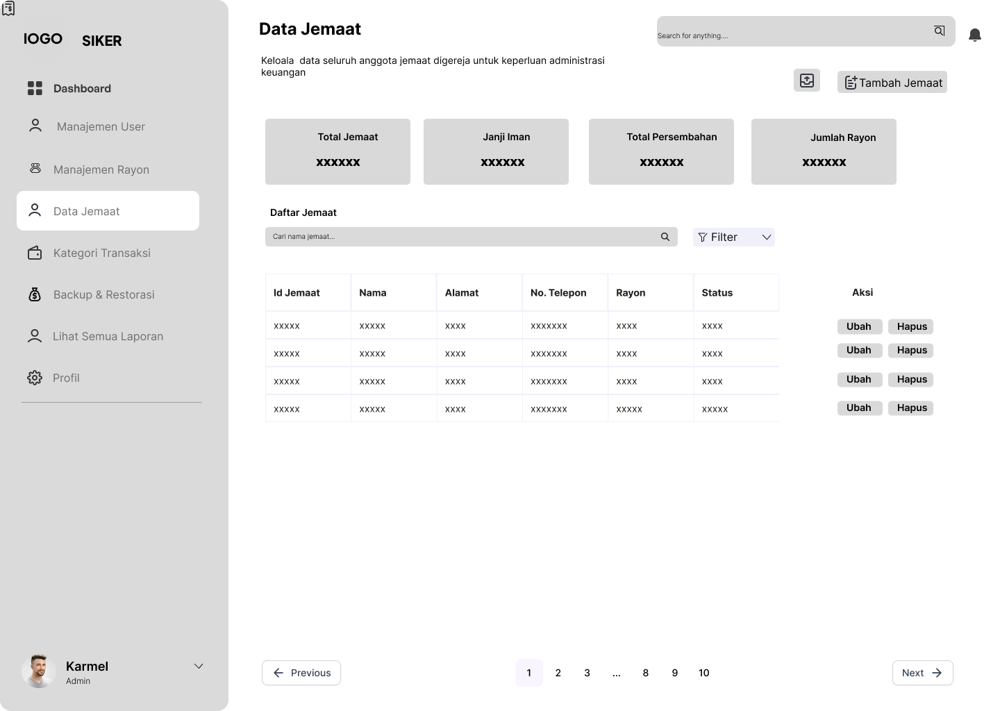 lOGO SIKER
Dashboard
Manajemen User
Manajemen Rayon
Data Jemaat
Kategori Transaksi
Backup & Restorasi
Lihat Semua Laporan
Profil
Karmel
Admin
Data Jemaat
Search for anything....
Keloala data seluruh anggota jemaat digereja untuk keperluan administrasi
keuangan
Tambah Jemaat
Total Jemaat
xxxxxx
Janji Iman
xxxxxx
Total Persembahan
xxxxxx
Jumlah Rayon
xxxxxx
Daftar Jemaat
Cari nama jemaat...
Filter
Id Jemaat Nama Alamat No. Telepon Rayon Status Aksi
xxxxx xxxxx xxxx xxxxxxx xxxx xxxx Ubah Hapus
xxxxx xxxxx xxxx xxxxxxx xxxx xxxx Ubah Hapus
xxxxx xxxxx xxxx xxxxxxx xxxx xxxx Ubah Hapus
xxxxx xxxxx xxxx xxxxxxx xxxxx xxxxx Ubah Hapus
Previous 1 2 3 ... 8 9 10 Next